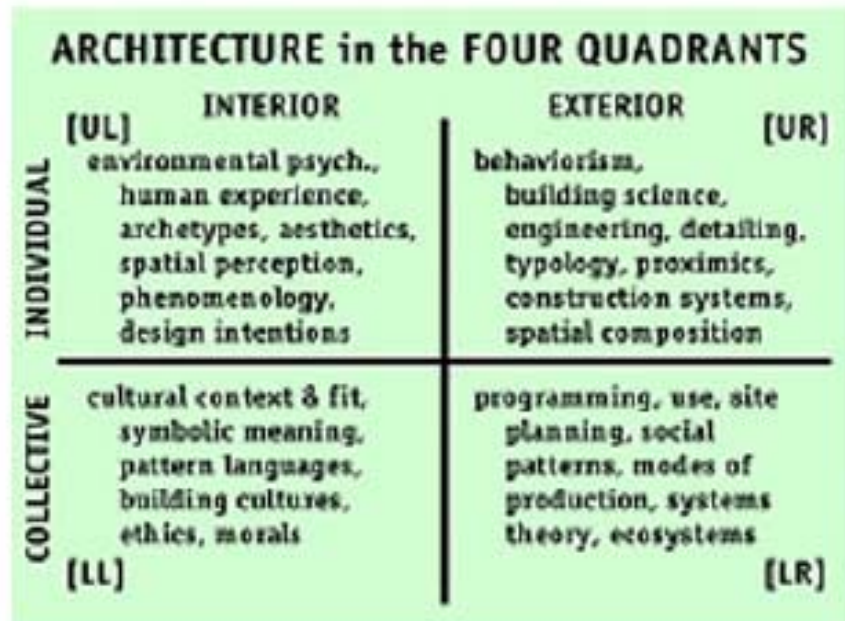 ARCHITECTURE in the FOUR QUADRANTS
INTERIOR
EXTERIOR
[UL]
[UR]
INDIVIDUAL
environmental psych.,
human experience,
archetypes, aesthetics,
spatial perception,
phenomenology,
design intentions
behaviorism,
building science,
engineering, detailing,
typology, proximics,
construction systems,
spatial composition
COLLECTIVE
cultural context & fit,
symbolic meaning,
pattern languages,
building cultures,
ethics, morals
[LL]
programming, use, site
planning, social
patterns, modes of
production, systems
theory, ecosystems
[LR]